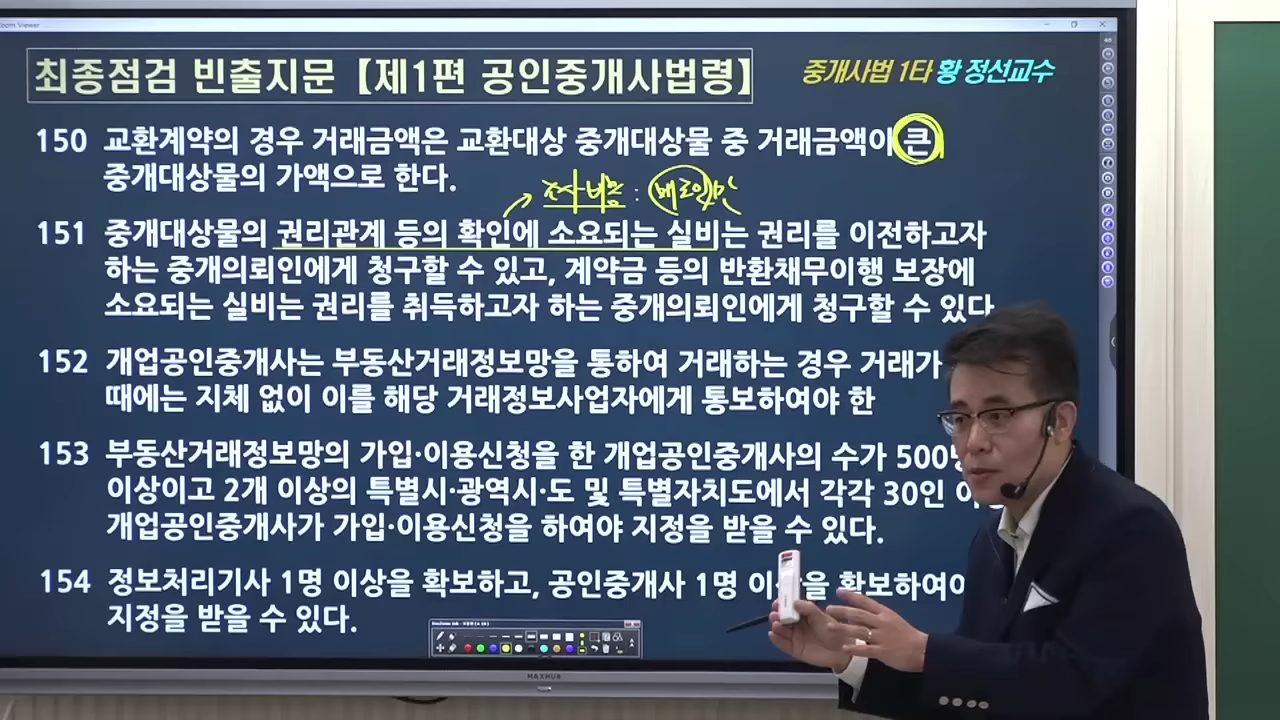 최종점검 빈출지문【제1편 공인중개사법령】
중개사법 1타 황 정선교수
150 교환계약의 경우 거래금액은 교환대상 중개대상물 중 거래금액이 큰
중개대상물의 가액으로 한다.
151 중개대상물의 권리관계 등의 확인에 소요되는 실비는 권리를 이전하고자
하는 중개의뢰인에게 청구할 수 있고, 계약금 등의 반환채무이행 보장에
소요되는 실비는 권리를 취득하고자 하는 중개의뢰인에게 청구할 수 있다
152 개업공인중개사는 부동산거래정보망을 통하여 거래하는 경우 거래가
때에는 지체 없이 이를 해당 거래정보사업자에게 통보하여야 한
153 부동산거래정보망의 가입·이용신청을 한 개업공인중개사의 수가 500명
이상이고 2개 이상의 특별시·광역시·도 및 특별자치도에서 각각 30인
개업공인중개사가 가입·이용신청을 하여야 지정을 받을 수 있다.
154 정보처리기사 1명 이상을 확보하고, 공인중개사 1명 이상을 확보하여야
지정을 받을 수 있다.
MAXHUB